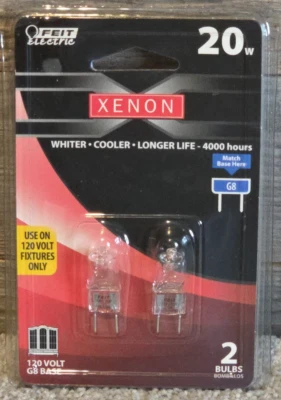 FEIT
electric
20w
XENON
WHITER • COOLER • LONGER LIFE - 4000 hours
Match
Base Here
G8
USE ON
120 VOLT
FIXTURES
ONLY
120 VOLT
G8 BASE
2
BULBS